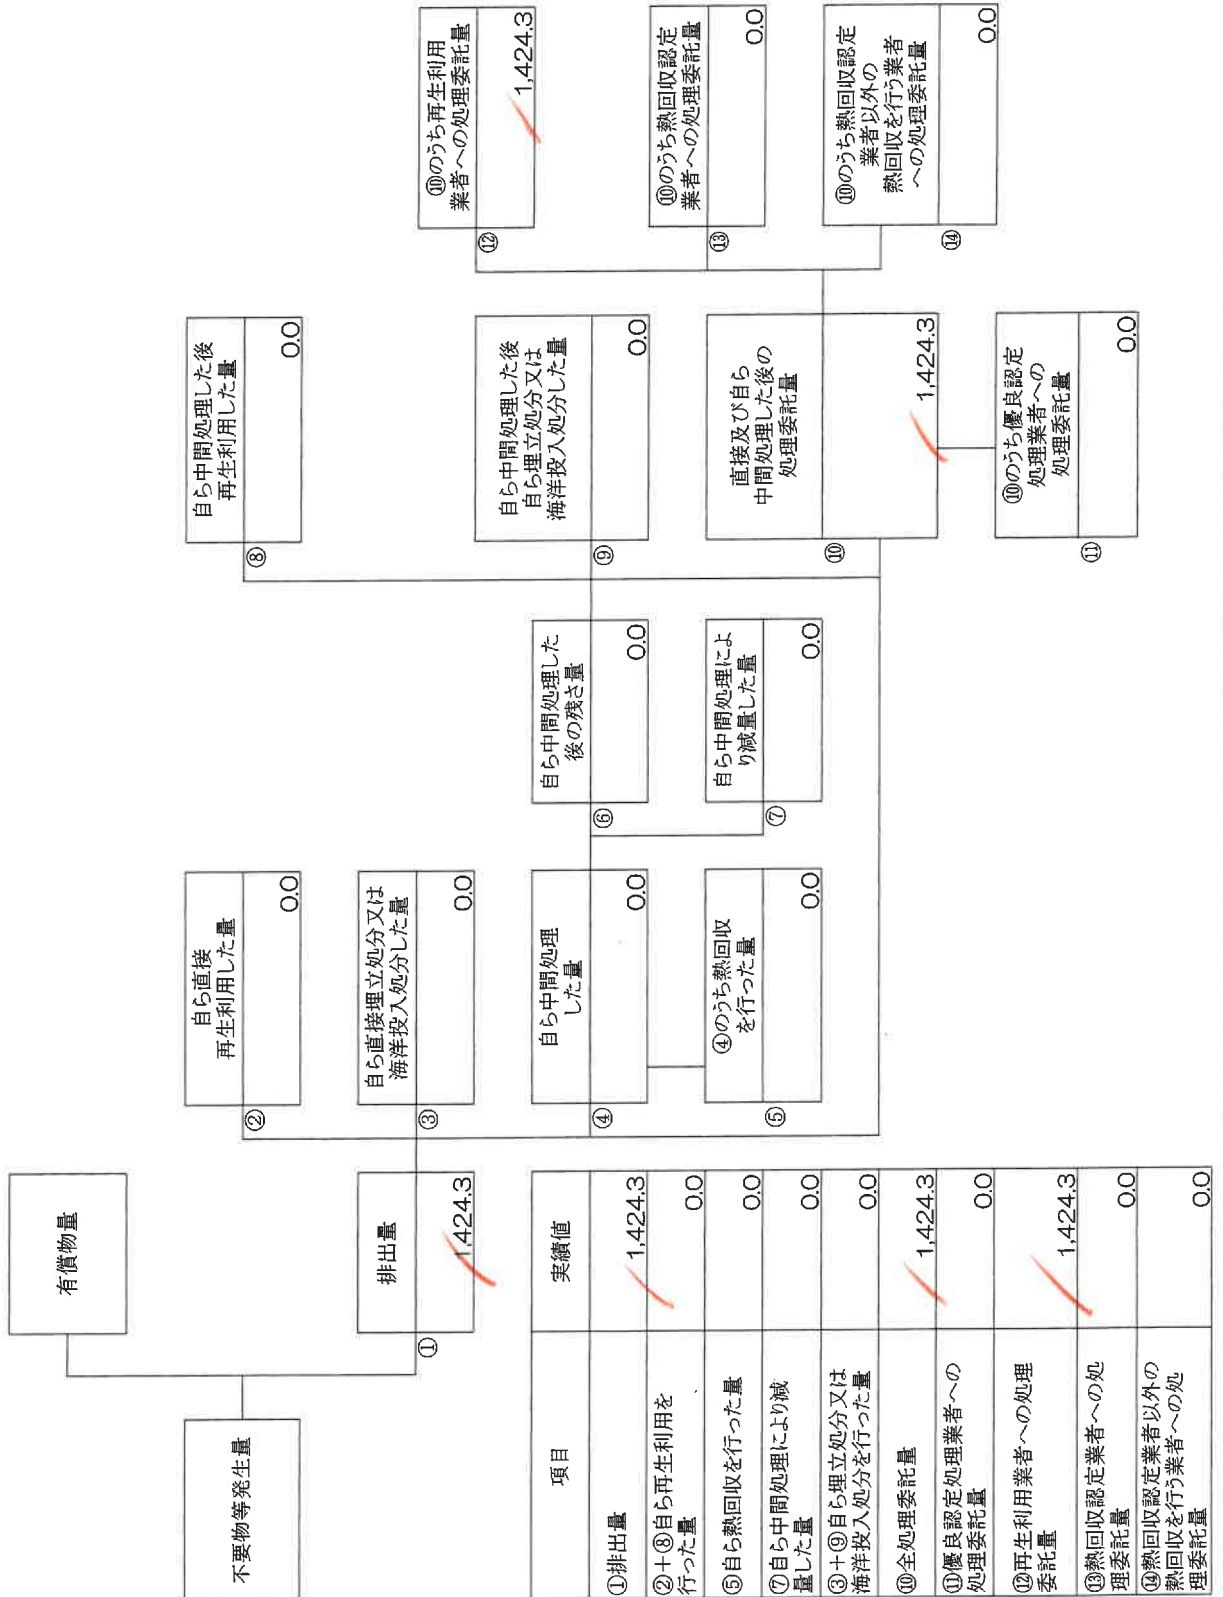 不要物等発生量
有償物量
①
排出量
1,424.3
②
自ら直接
再生利用した量
0.0
③
自ら直接埋立処分又は
海洋投入処分した量
0.0
④
自ら中間処理
した量
0.0
⑤
④のうち熱回収
を行った量
0.0
⑥
自ら中間処理した
後の残さ量
0.0
⑦
自ら中間処理によ
り減量した量
0.0
⑧
自ら中間処理した後
再生利用した量
0.0
⑨
自ら中間処理した後
自ら埋立処分又は
海洋投入処分した量
0.0
⑩
直接及び自ら
中間処理した後の
処理委託量
1,424.3
⑪
⑩のうち優良認定
処理業者への
処理委託量
0.0
⑫
⑩のうち再生利用
業者への処理委託量
1,424.3
⑬
⑩のうち熱回収認定
業者への処理委託量
0.0
⑭
⑩のうち熱回収認定
業者以外の
熱回収を行う業者
への処理委託量
0.0
項目 実績値
①排出量 1,424.3
②+⑧自ら再生利用を
行った量 0.0
⑤自ら熱回収を行った量 0.0
⑦自ら中間処理により減
量した量 0.0
③+⑨自ら埋立処分又は
海洋投入処分を行った量 0.0
⑩全処理委託量 1,424.3
⑪優良認定処理業者への
処理委託量 0.0
⑫再生利用業者への処理
委託量 1,424.3
⑬熱回収認定業者への処
理委託量 0.0
⑭熱回収認定業者以外の
熱回収を行う業者への処
理委託量 0.0